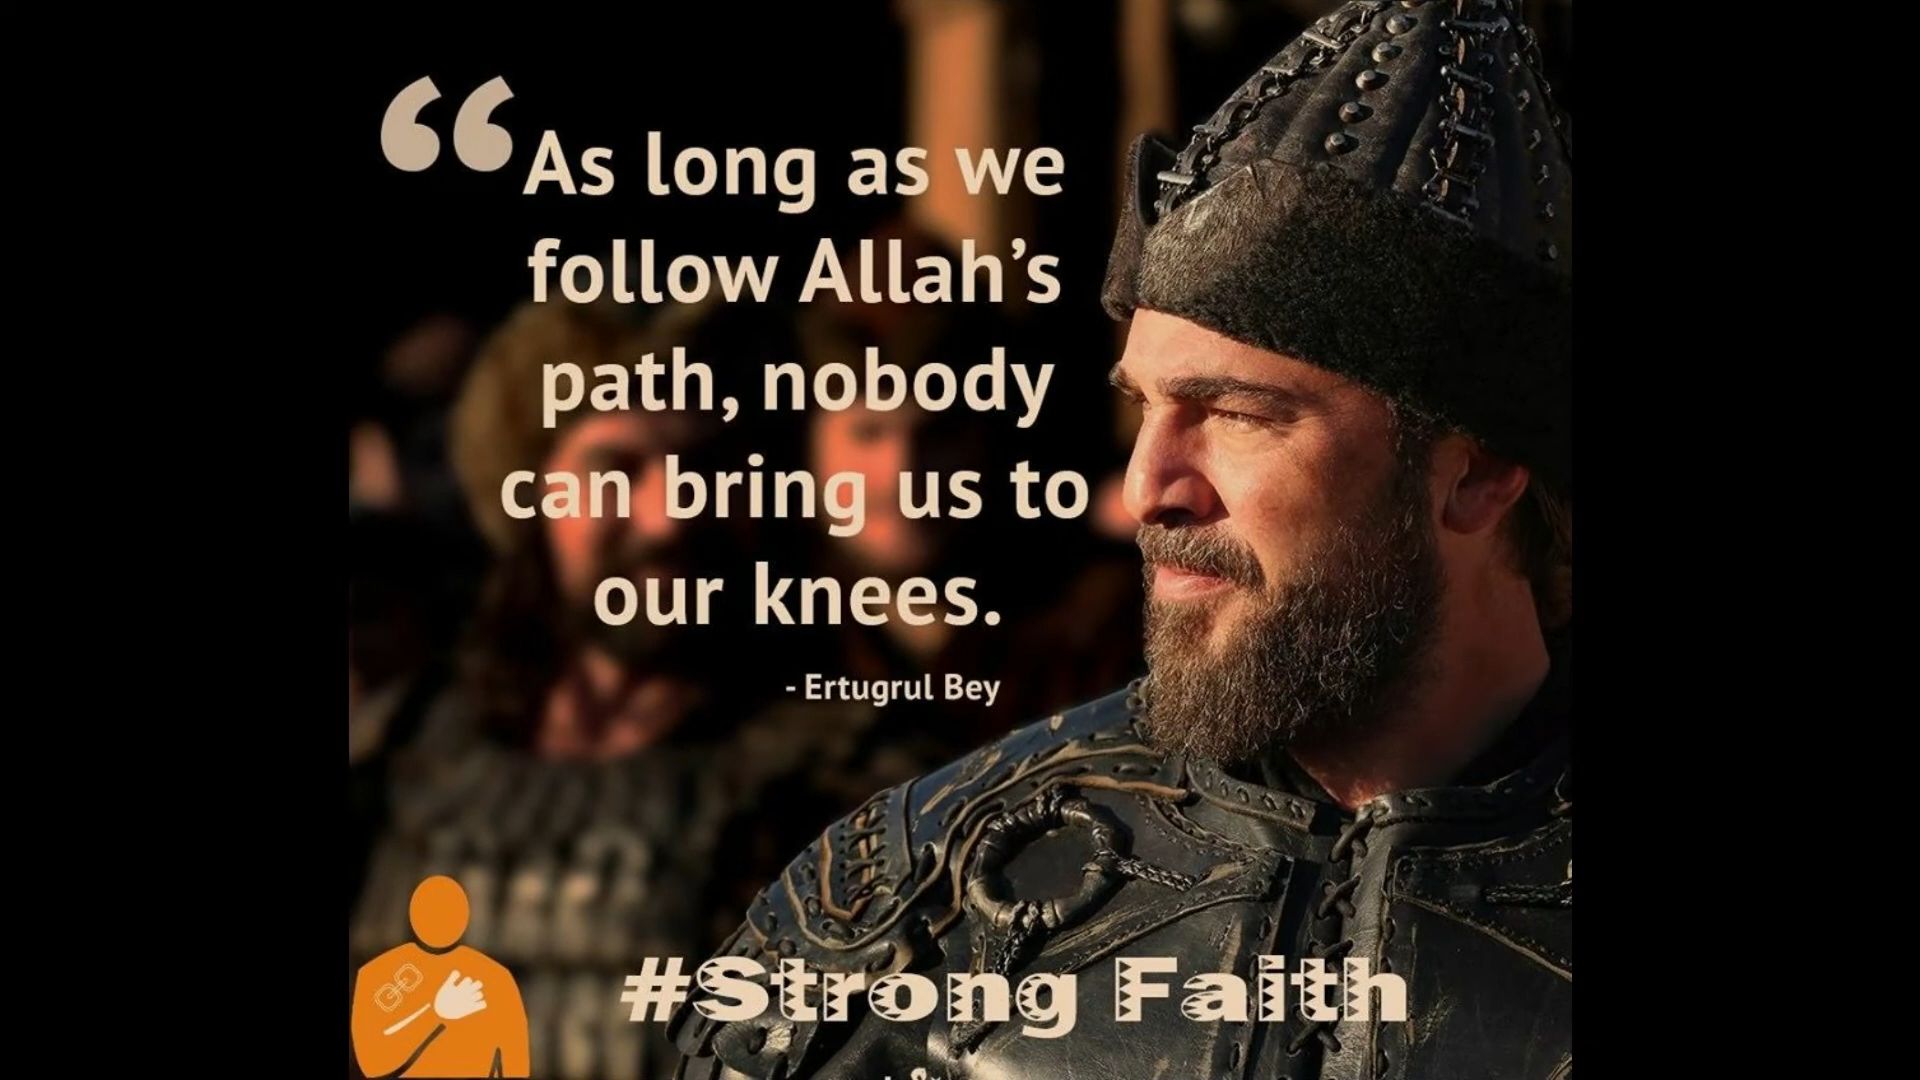 “As long as we
follow Allah’s
path, nobody
can bring us to
our knees.
- Ertugrul Bey
#Strong Faith